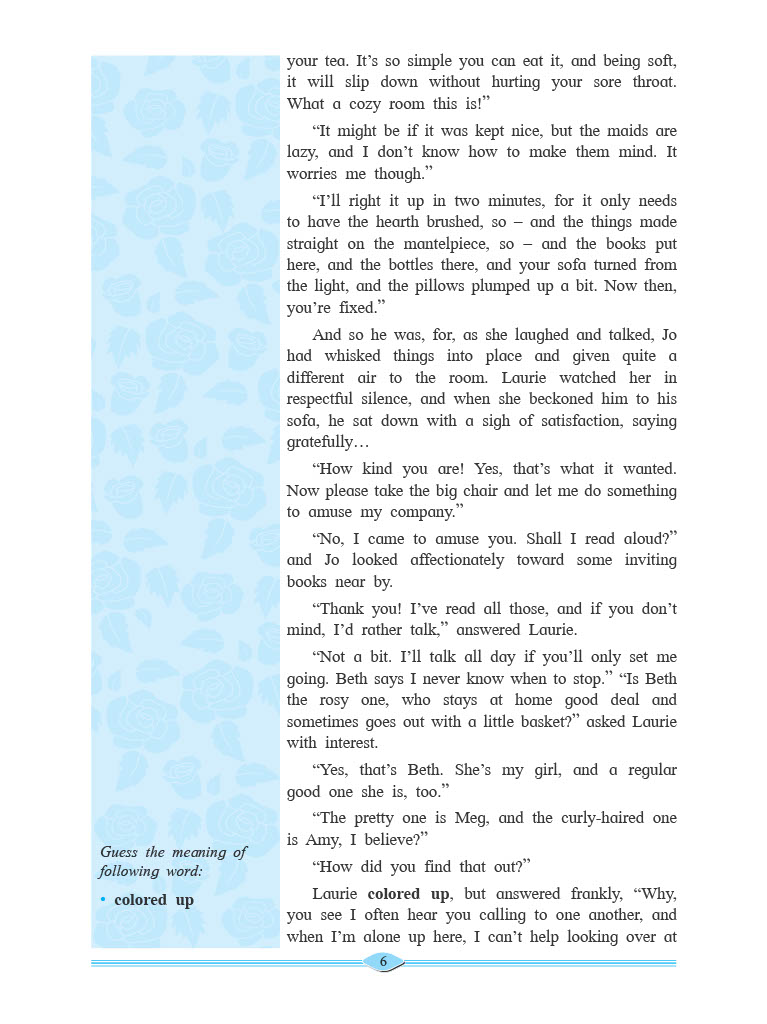 your tea. It’s so simple you can eat it, and being soft,
it will slip down without hurting your sore throat.
What a cozy room this is!”
“It might be if it was kept nice, but the maids are
lazy, and I don’t know how to make them mind. It
worries me though.”
“I’ll right it up in two minutes, for it only needs
to have the hearth brushed, so – and the things made
straight on the mantelpiece, so – and the books put
here, and the bottles there, and your sofa turned from
the light, and the pillows plumped up a bit. Now then,
you’re fixed.”
And so he was, for, as she laughed and talked, Jo
had whisked things into place and given quite a
different air to the room. Laurie watched her in
respectful silence, and when she beckoned him to his
sofa, he sat down with a sigh of satisfaction, saying
gratefully…
“How kind you are! Yes, that’s what it wanted.
Now please take the big chair and let me do something
to amuse my company.”
“No, I came to amuse you. Shall I read aloud?”
and Jo looked affectionately toward some inviting
books near by.
“Thank you! I’ve read all those, and if you don’t
mind, I’d rather talk,” answered Laurie.
“Not a bit. I’ll talk all day if you’ll only set me
going. Beth says I never know when to stop.” “Is Beth
the rosy one, who stays at home good deal and
sometimes goes out with a little basket?” asked Laurie
with interest.
“Yes, that’s Beth. She’s my girl, and a regular
good one she is, too.”
“The pretty one is Meg, and the curly-haired one
is Amy, I believe?”
“How did you find that out?”
Laurie colored up, but answered frankly, “Why,
you see I often hear you calling to one another, and
when I’m alone up here, I can’t help looking over at
Guess the meaning of
following word:
• colored up
6